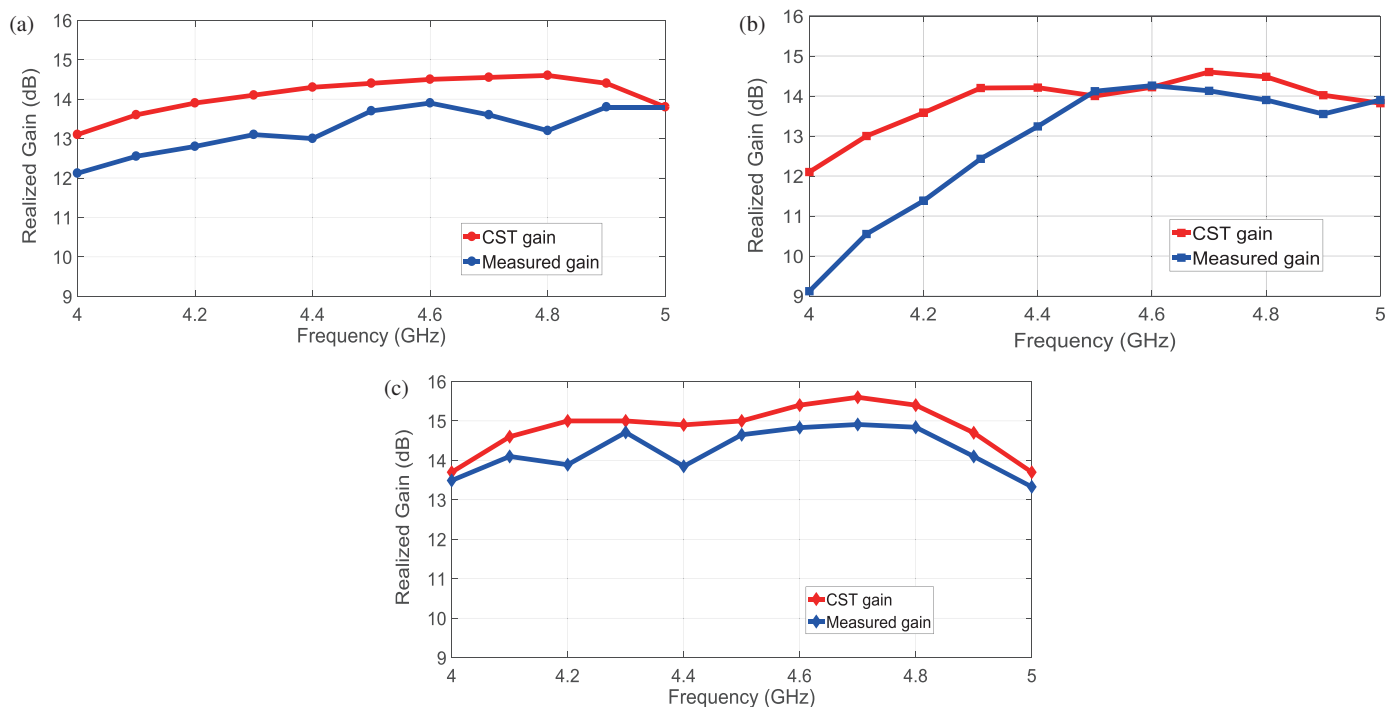 (a)
16
15
14
13
12
11
10
9
Realized Gain (dB)
CST gain
Measured gain
4 4.2 4.4 4.6 4.8 5
Frequency (GHz)
(b)
16
15
14
13
12
11
10
9
Realized Gain (dB)
CST gain
Measured gain
4 4.2 4.4 4.6 4.8 5
Frequency (GHz)
(c)
16
15
14
13
12
11
10
9
Realized Gain (dB)
CST gain
Measured gain
4 4.2 4.4 4.6 4.8 5
Frequency (GHz)